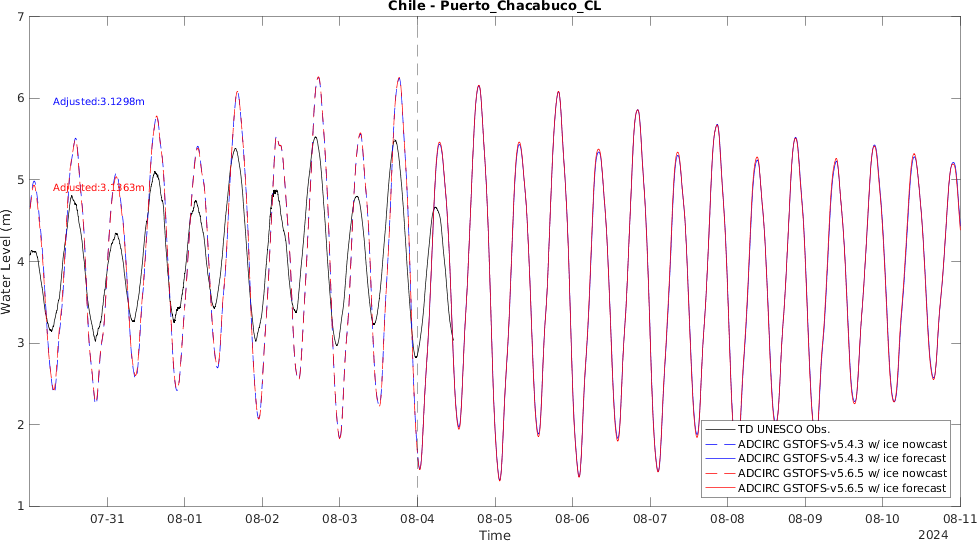 Chile - Puerto_Chacabuco_CL
7
6
5
4
3
2
1
Water Level (m)
Adjusted:3.1298m
Adjusted:3.1363m
TD UNESCO Obs.
ADCIRC GSTOFS-v5.4.3 w/ ice nowcast
ADCIRC GSTOFS-v5.4.3 w/ ice forecast
ADCIRC GSTOFS-v5.6.5 w/ ice nowcast
ADCIRC GSTOFS-v5.6.5 w/ ice forecast
07-31 08-01 08-02 08-03 08-04 08-05 08-06 08-07 08-08 08-09 08-10 08-11
Time
2024